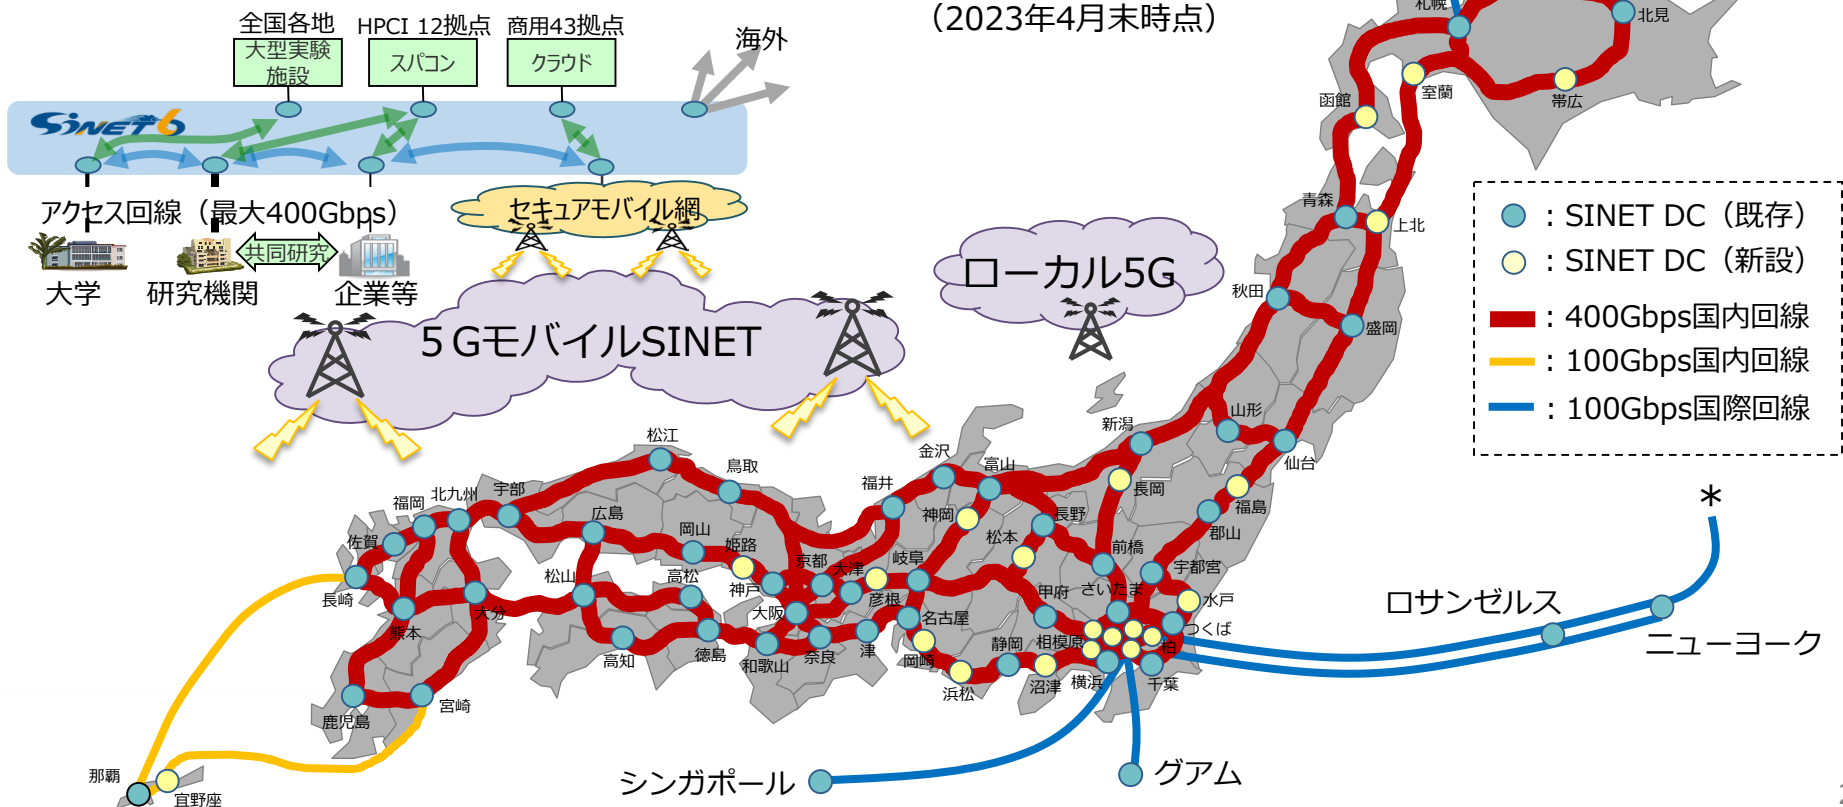 （2023年4月末時点）
全国各地
HPCI 12拠点
商用43拠点
海外
大型実験
施設
スパコン
クラウド
SINET6
アクセス回線（最大400Gbps）
セキュアモバイル網
共同研究
大学
研究機関
企業等
5Gモバイル SINET
ローカル5G
：SINET DC（既存）
：SINET DC（新設）
：400Gbps国内回線
：100Gbps国内回線
：100Gbps国際回線
札幌
北見
室蘭
帯広
函館
青森
上北
秋田
盛岡
山形
仙台
新潟
長岡
福島
郡山
金沢
富山
福井
神岡
長野
松本
前橋
宇都宮
松江
鳥取
宇部
北九州
福岡
広島
岡山
姫路
京都
大津
岐阜
佐賀
長崎
松山
高松
神戸
大阪
彦根
名古屋
甲府
さいたま
水戸
つくば
柏
熊本
大分
高知
徳島
和歌山
奈良
津
岡崎
静岡
相模原
浜松
沼津
横浜
千葉
鹿児島
宮崎
那覇
宜野座
＊
ロサンゼルス
ニューヨーク
シンガポール
グアム